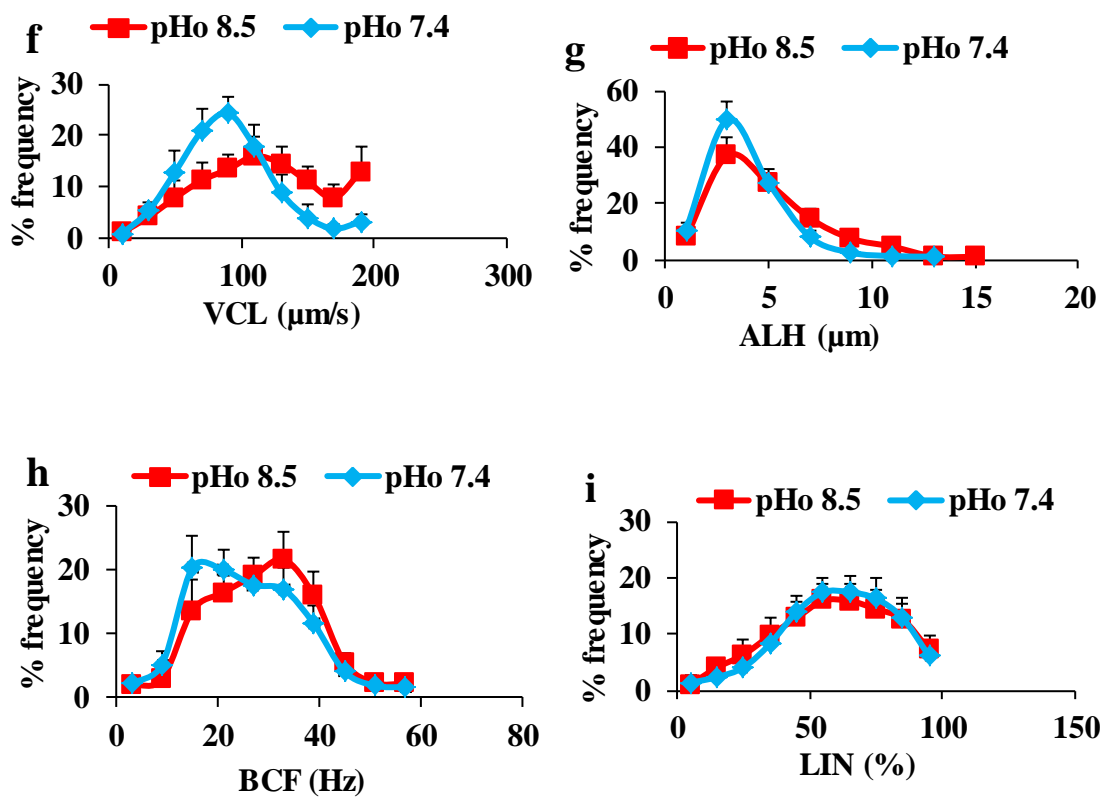 f
pHo 8.5 pHo 7.4
% frequency
30
20
10
0
0 100 200 300
VCL (µm/s)
g
pHo 8.5 pHo 7.4
% frequency
60
40
20
0
0 5 10 15 20
ALH (µm)
h
pHo 8.5 pHo 7.4
% frequency
30
20
10
0
0 20 40 60 80
BCF (Hz)
i
pHo 8.5 pHo 7.4
% frequency
30
20
10
0
0 50 100 150
LIN (%)